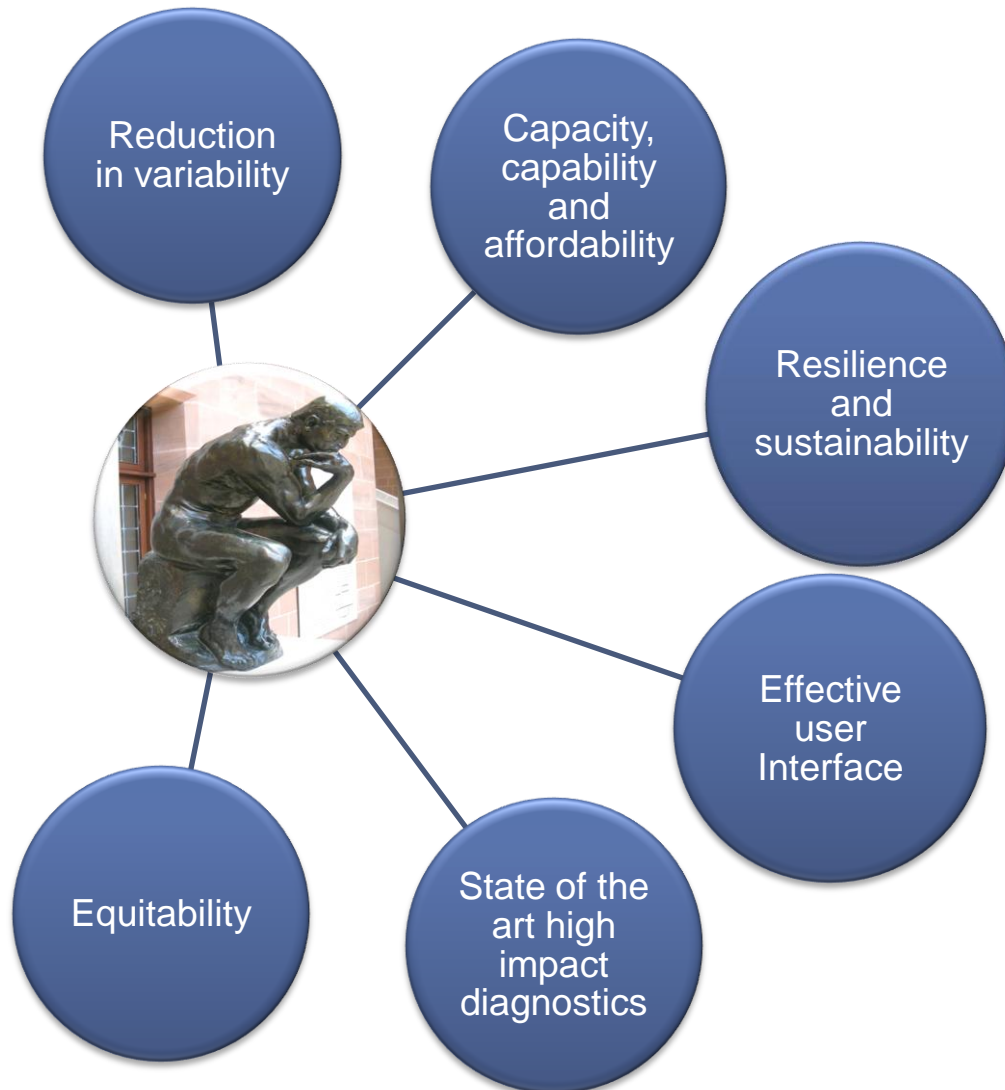 Reduction
in variability
Capacity,
capability
and
affordability
Resilience
and
sustainability
Effective
user
Interface
State of the
art high
impact
diagnostics
Equitability